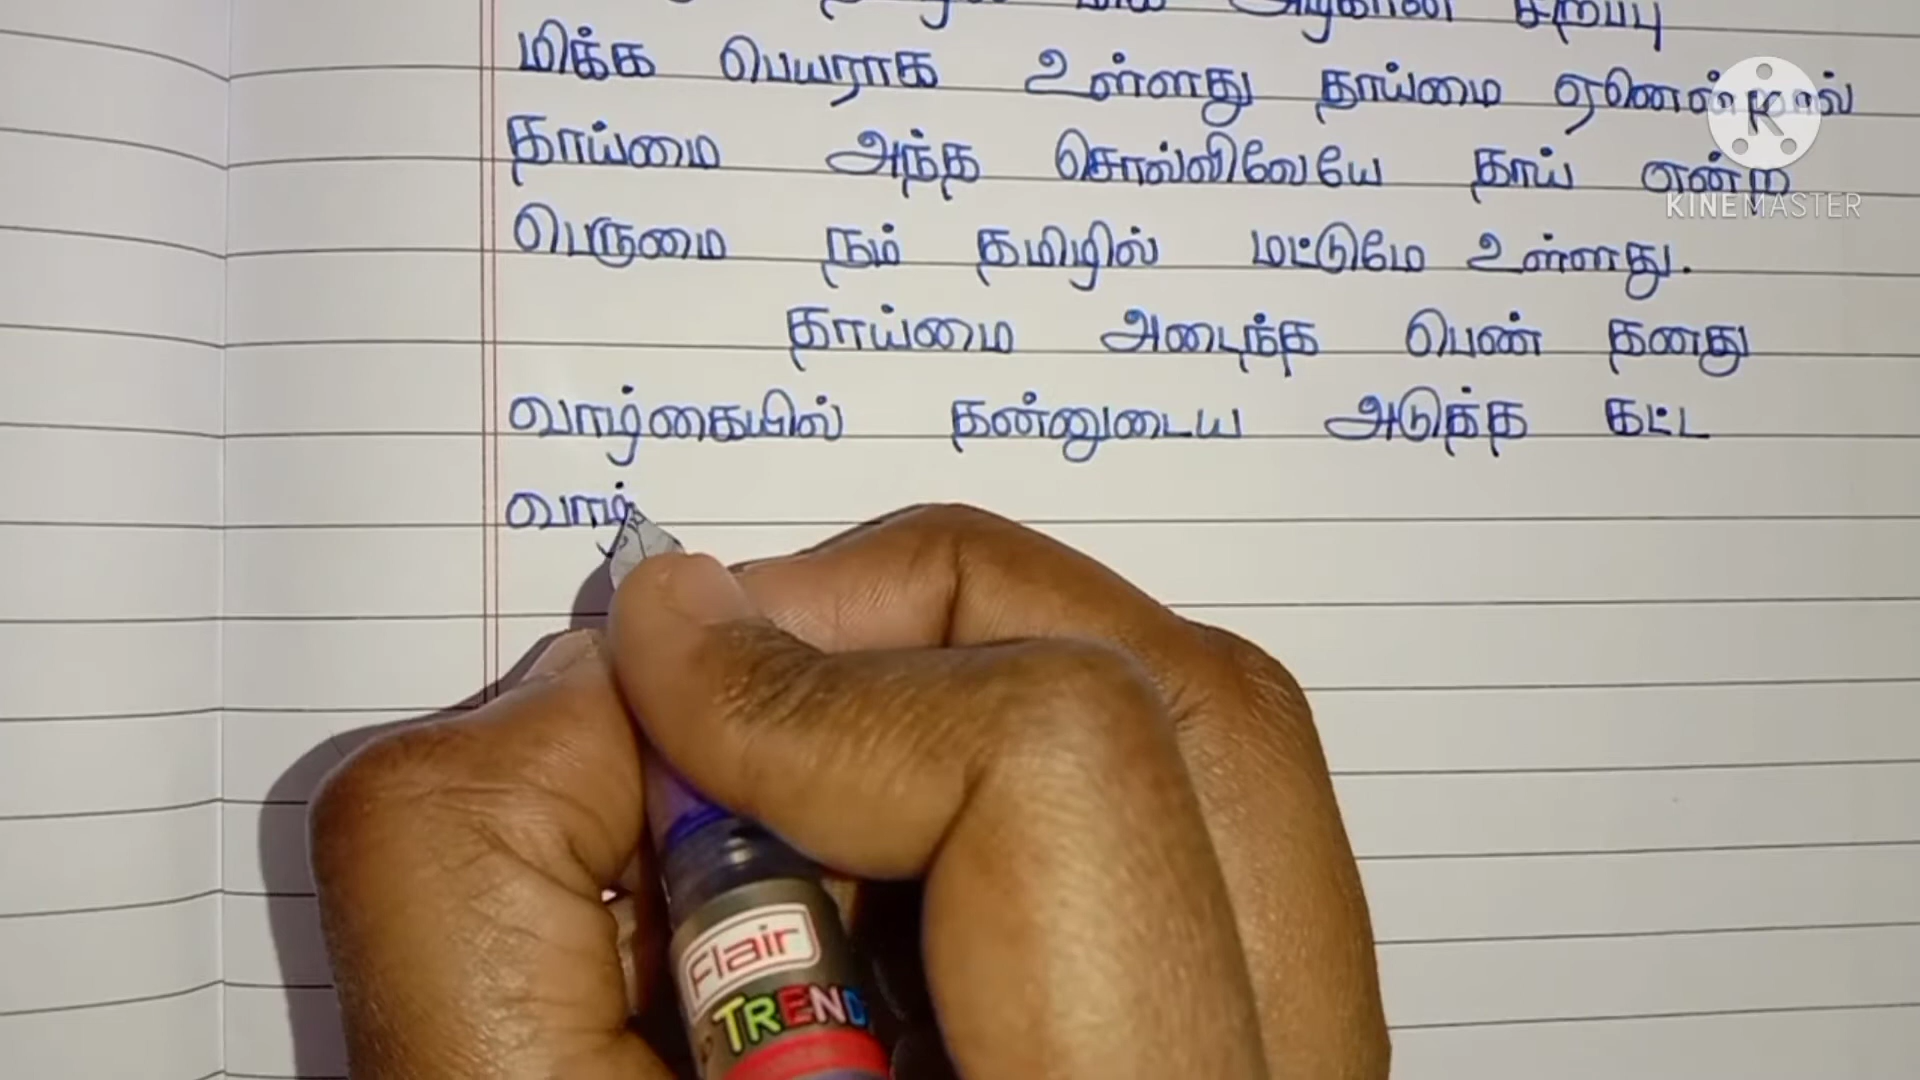 மிக்க பெயராக உள்ளது தாய்மை ஏனென்றால்
தாய்மை அந்த சொல்லிலேயே தாய் என்ற
பெருமை நம் தமிழில் மட்டுமே உள்ளது.
தாய்மை அடைந்த பெண் தனது
வாழ்கையில் தன்னுடைய அடுத்த கட்ட
வாழ்
K
KINEMASTER
Flair
TREND